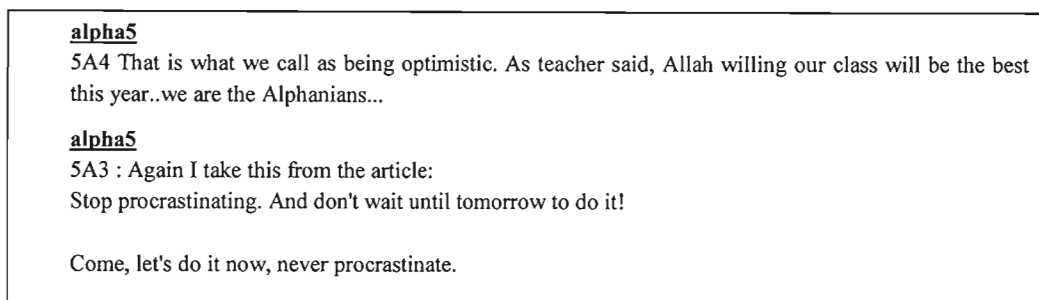 alpha5
5A4 That is what we call as being optimistic. As teacher said, Allah willing our class will be the best
this year..we are the Alphanians...
alpha5
5A3 : Again I take this from the article:
Stop procrastinating. And don't wait until tomorrow to do it!
Come, let's do it now, never procrastinate.